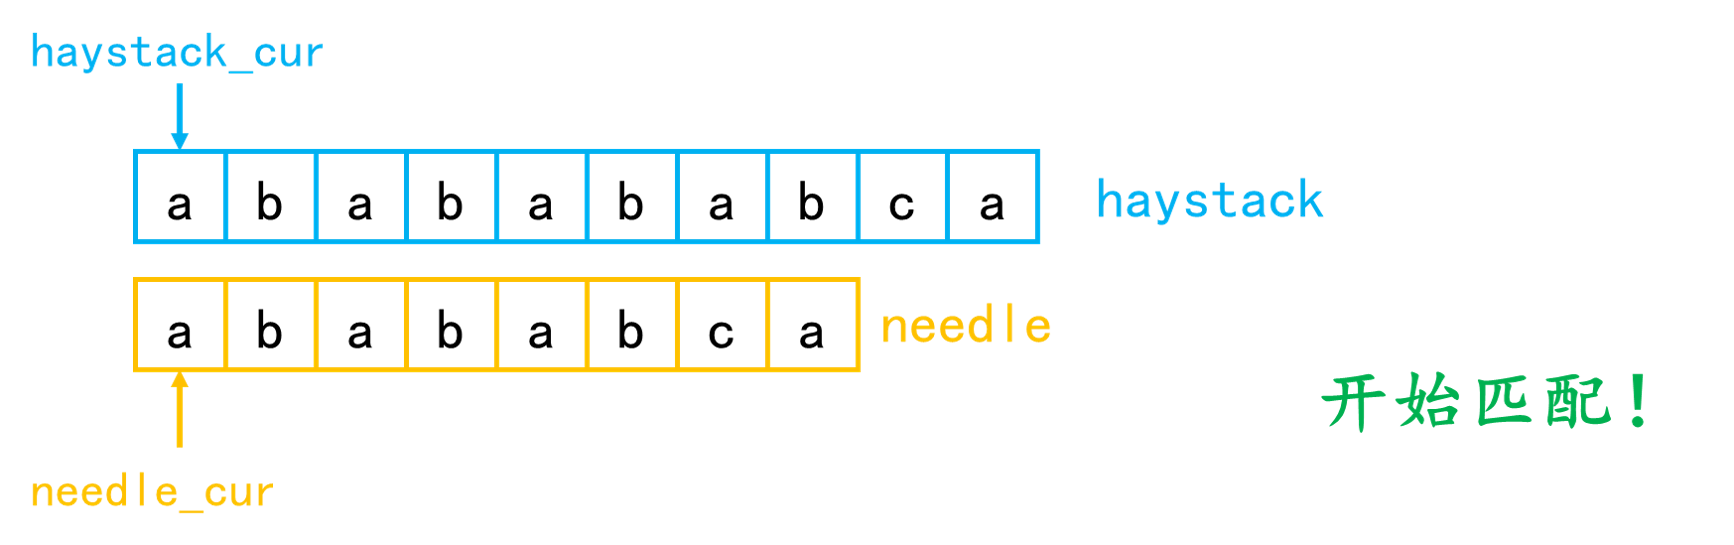 haystack_cur
a b a b a b a b c a haystack
a b a b a b c a needle
开始匹配!
needle_cur